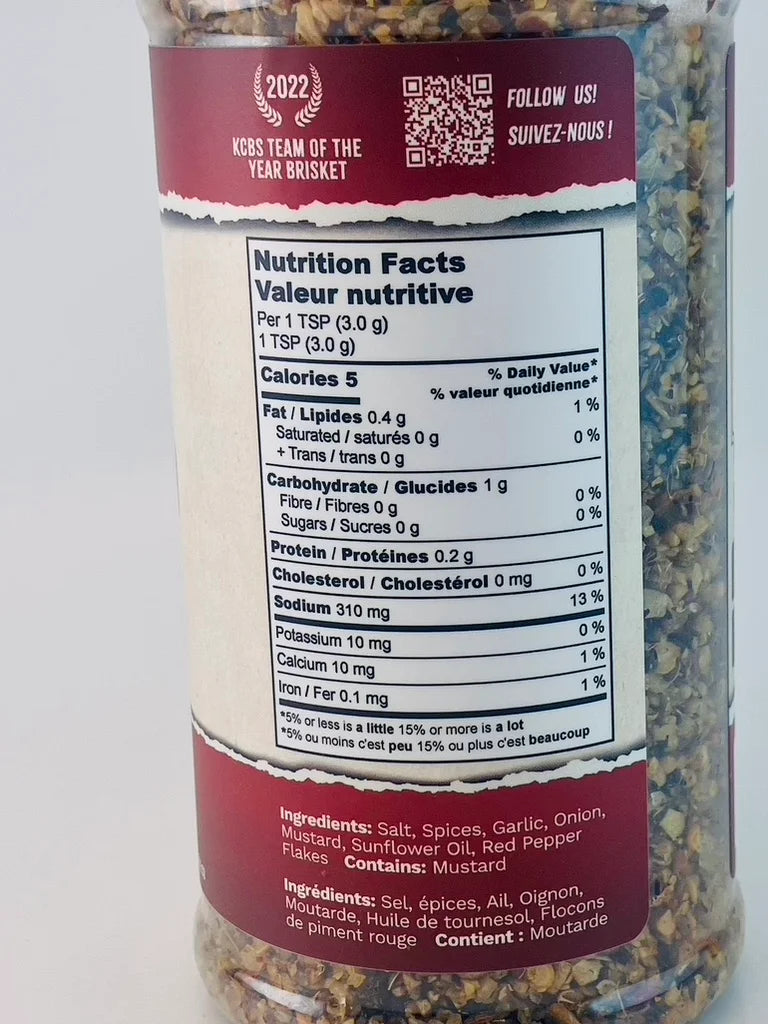 2022
KCBS TEAM OF THE
YEAR BRISKET
FOLLOW US!
SUIVEZ-NOUS !
Nutrition Facts
Valeur nutritive
Per 1 TSP (3.0 g)
1 TSP (3.0 g)
Calories 5
% Daily Value*
% valeur quotidienne*
Fat / Lipides 0.4 g 1 %
Saturated / saturés 0 g 0 %
+ Trans / trans 0 g
Carbohydrate / Glucides 1 g
Fibre / Fibres 0 g 0 %
Sugars / Sucres 0 g 0 %
Protein / Protéines 0.2 g
Cholesterol / Cholestérol 0 mg 0 %
Sodium 310 mg 13 %
Potassium 10 mg 0 %
Calcium 10 mg 1 %
Iron / Fer 0.1 mg 1 %
*5% or less is a little 15% or more is a lot
*5% ou moins c'est peu 15% ou plus c'est beaucoup
Ingredients: Salt, Spices, Garlic, Onion,
Mustard, Sunflower Oil, Red Pepper
Flakes Contains: Mustard
Ingrédients: Sel, épices, Ail, Oignon,
Moutarde, Huile de tournesol, Flocons
de piment rouge Contient : Moutarde